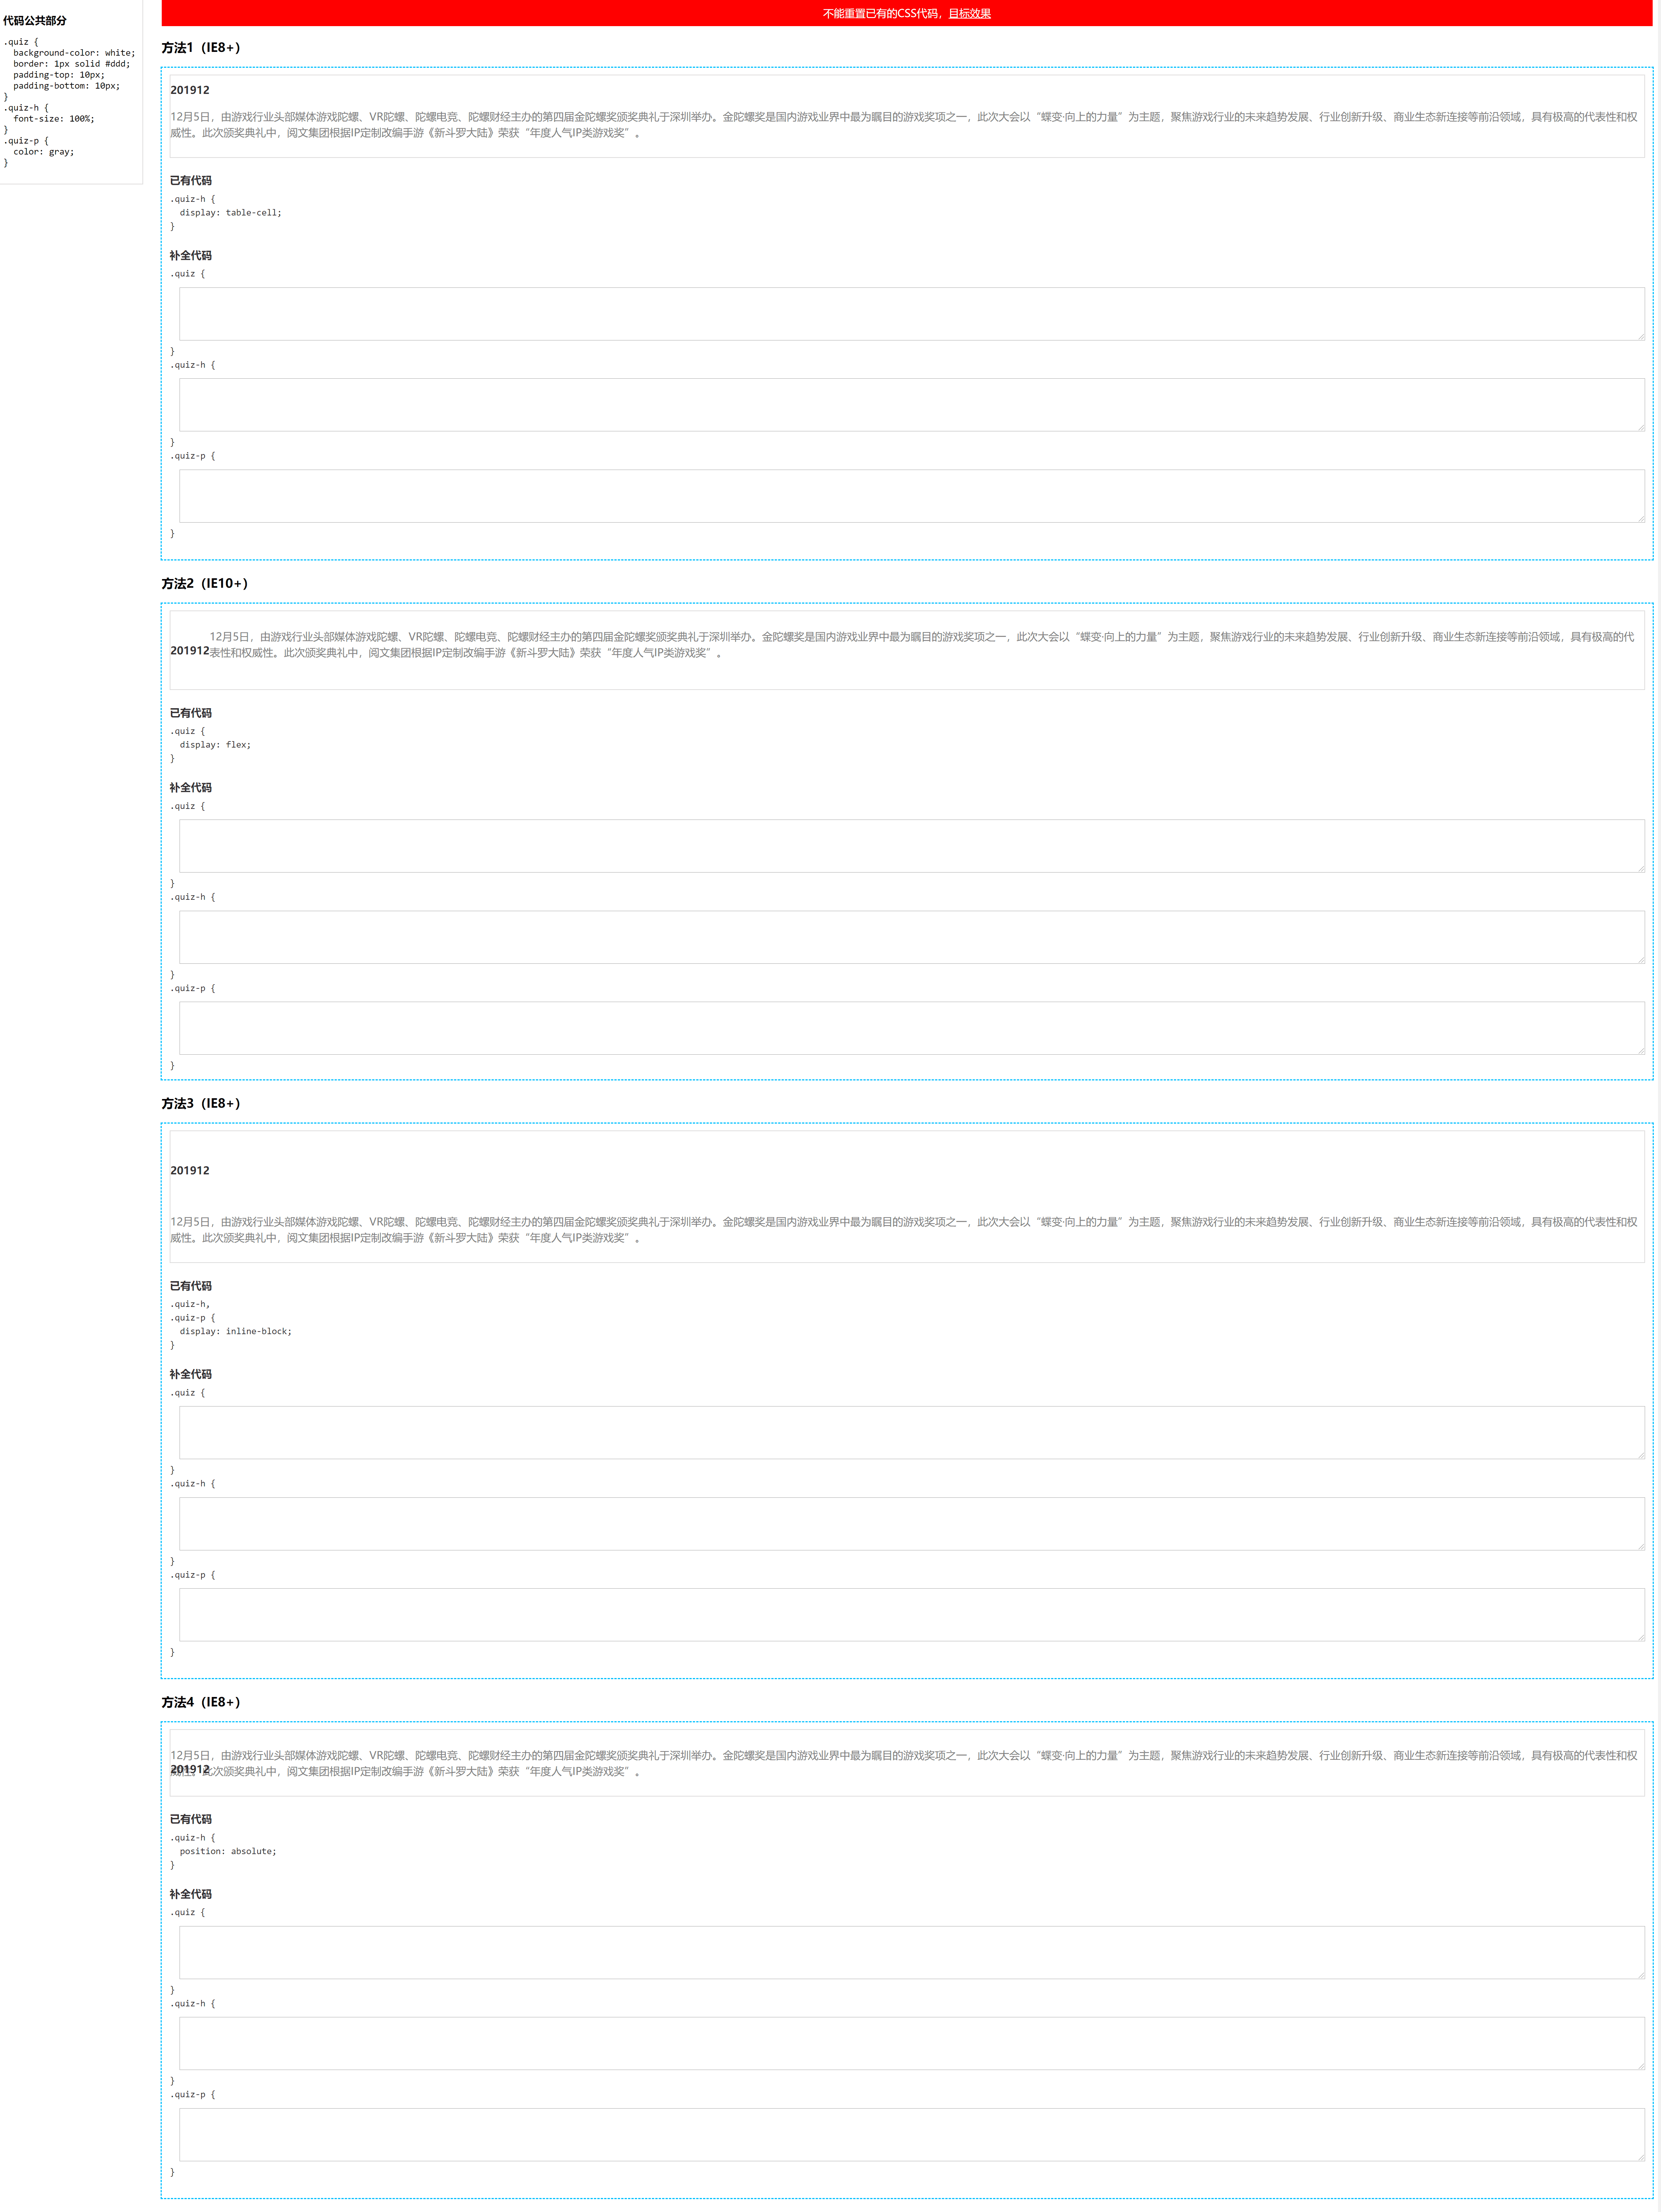 代码公共部分
.quiz {
  background-color: white;
  border: 1px solid #ddd;
  padding-top: 10px;
  padding-bottom: 10px;
}
.quiz-h {
  font-size: 100%;
}
.quiz-p {
  color: gray;
}
不能重置已有的CSS代码，目标效果
方法1（IE8+）
201912
12月5日，由游戏行业头部媒体游戏陀螺、VR陀螺、陀螺电竞、陀螺财经主办的第四届金陀螺奖颁奖典礼于深圳举办。金陀螺奖是国内游戏业界中最为瞩目的游戏奖项之一，此次大会以“蝶变·向上的力量”为主题，聚焦游戏行业的未来趋势发展、行业创新升级、商业生态新连接等前沿领域，具有极高的代表性和权
威性。此次颁奖典礼中，阅文集团根据IP定制改编手游《新斗罗大陆》荣获“年度人气IP类游戏奖”。
已有代码
.quiz-h {
  display: table-cell;
}
补全代码
.quiz {
}
.quiz-h {
}
.quiz-p {
}
方法2（IE10+）
12月5日，由游戏行业头部媒体游戏陀螺、VR陀螺、陀螺电竞、陀螺财经主办的第四届金陀螺奖颁奖典礼于深圳举办。金陀螺奖是国内游戏业界中最为瞩目的游戏奖项之一，此次大会以“蝶变·向上的力量”为主题，聚焦游戏行业的未来趋势发展、行业创新升级、商业生态新连接等前沿领域，具有极高的代
201912表性和权威性。此次颁奖典礼中，阅文集团根据IP定制改编手游《新斗罗大陆》荣获“年度人气IP类游戏奖”。
已有代码
.quiz {
  display: flex;
}
补全代码
.quiz {
}
.quiz-h {
}
.quiz-p {
}
方法3（IE8+）
201912
12月5日，由游戏行业头部媒体游戏陀螺、VR陀螺、陀螺电竞、陀螺财经主办的第四届金陀螺奖颁奖典礼于深圳举办。金陀螺奖是国内游戏业界中最为瞩目的游戏奖项之一，此次大会以“蝶变·向上的力量”为主题，聚焦游戏行业的未来趋势发展、行业创新升级、商业生态新连接等前沿领域，具有极高的代表性和权
威性。此次颁奖典礼中，阅文集团根据IP定制改编手游《新斗罗大陆》荣获“年度人气IP类游戏奖”。
已有代码
.quiz-h,
.quiz-p {
  display: inline-block;
}
补全代码
.quiz {
}
.quiz-h {
}
.quiz-p {
}
方法4（IE8+）
12月5日，由游戏行业头部媒体游戏陀螺、VR陀螺、陀螺电竞、陀螺财经主办的第四届金陀螺奖颁奖典礼于深圳举办。金陀螺奖是国内游戏业界中最为瞩目的游戏奖项之一，此次大会以“蝶变·向上的力量”为主题，聚焦游戏行业的未来趋势发展、行业创新升级、商业生态新连接等前沿领域，具有极高的代表性和权
201912
威性。此次颁奖典礼中，阅文集团根据IP定制改编手游《新斗罗大陆》荣获“年度人气IP类游戏奖”。
已有代码
.quiz-h {
  position: absolute;
}
补全代码
.quiz {
}
.quiz-h {
}
.quiz-p {
}